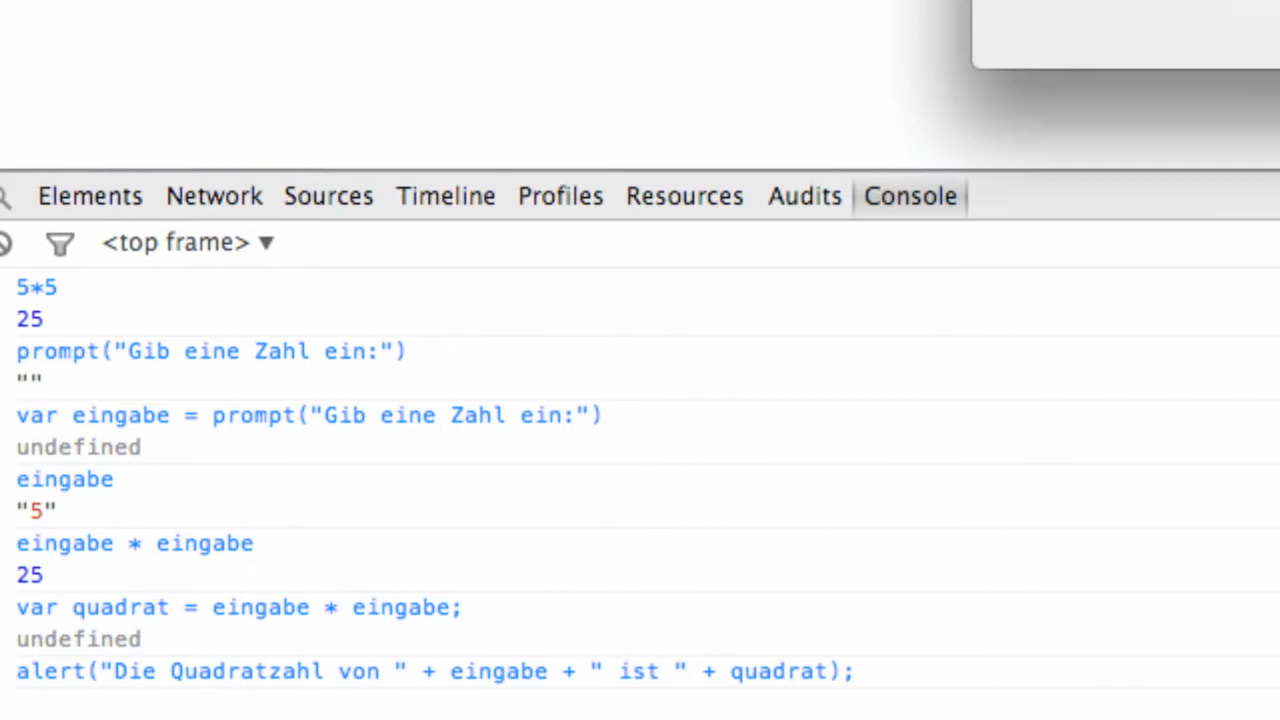 Elements Network Sources Timeline Profiles Resources Audits Console
<top frame> ▼
5*5
25
prompt("Gib eine Zahl ein:")
""
var eingabe = prompt("Gib eine Zahl ein:")
undefined
eingabe
"5"
eingabe * eingabe
25
var quadrat = eingabe * eingabe;
undefined
alert("Die Quadratzahl von " + eingabe + " ist " + quadrat);